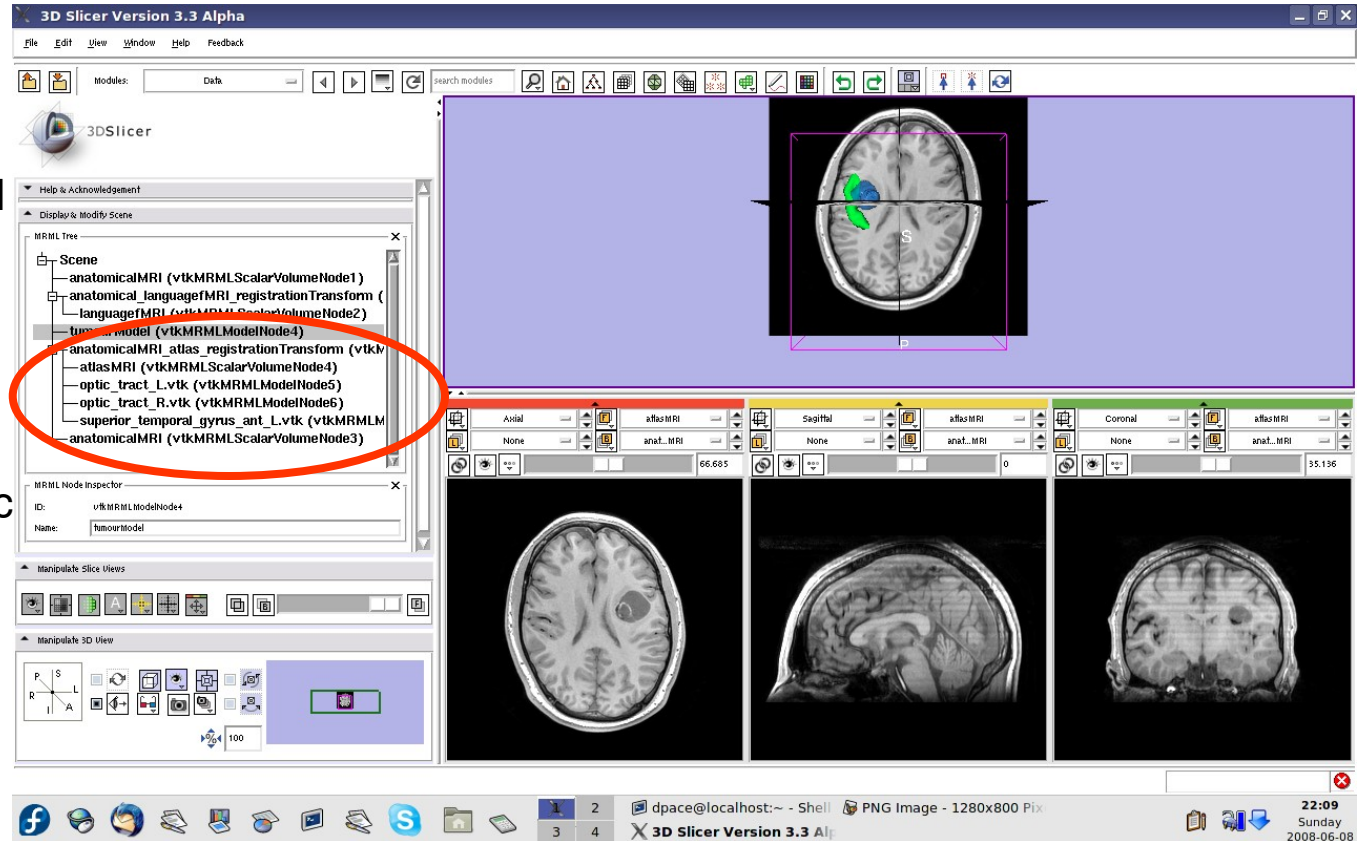 3D Slicer Version 3.3 Alpha
File Edit View Window Help Feedback
Modules: Data search modules
3DSlicer
Help & Acknowledgement
Display & Modify Scene
MRML Tree
Scene
anatomicalMRI (vtkMRMLScalarVolumeNode1)
anatomical_languagefMRI_registrationTransform (
languagefMRI (vtkMRMLScalarVolumeNode2)
tumourModel (vtkMRMLModelNode4)
anatomicalMRI_atlas_registrationTransform (vtkM
atlasMRI (vtkMRMLScalarVolumeNode4)
optic_tract_L.vtk (vtkMRMLModelNode5)
optic_tract_R.vtk (vtkMRMLModelNode6)
superior_temporal_gyrus_ant_L.vtk (vtkMRMLM
anatomicalMRI (vtkMRMLScalarVolumeNode3)
MRML Node Inspector
ID: vtkMRMLModelNode4
Name: tumourModel
Manipulate Slice Views
Manipulate 3D View
P S
R L
I A
100
S
P
Axial atlasMRI
None anat...MRI
66.685
Sagittal atlasMRI
None anat...MRI
0
Coronal atlasMRI
None anat...MRI
35.136
1 2 dpace@localhost:~ - Shell PNG Image - 1280x800 Pix
3 4 3D Slicer Version 3.3 Alp
22:09
Sunday
2008-06-08